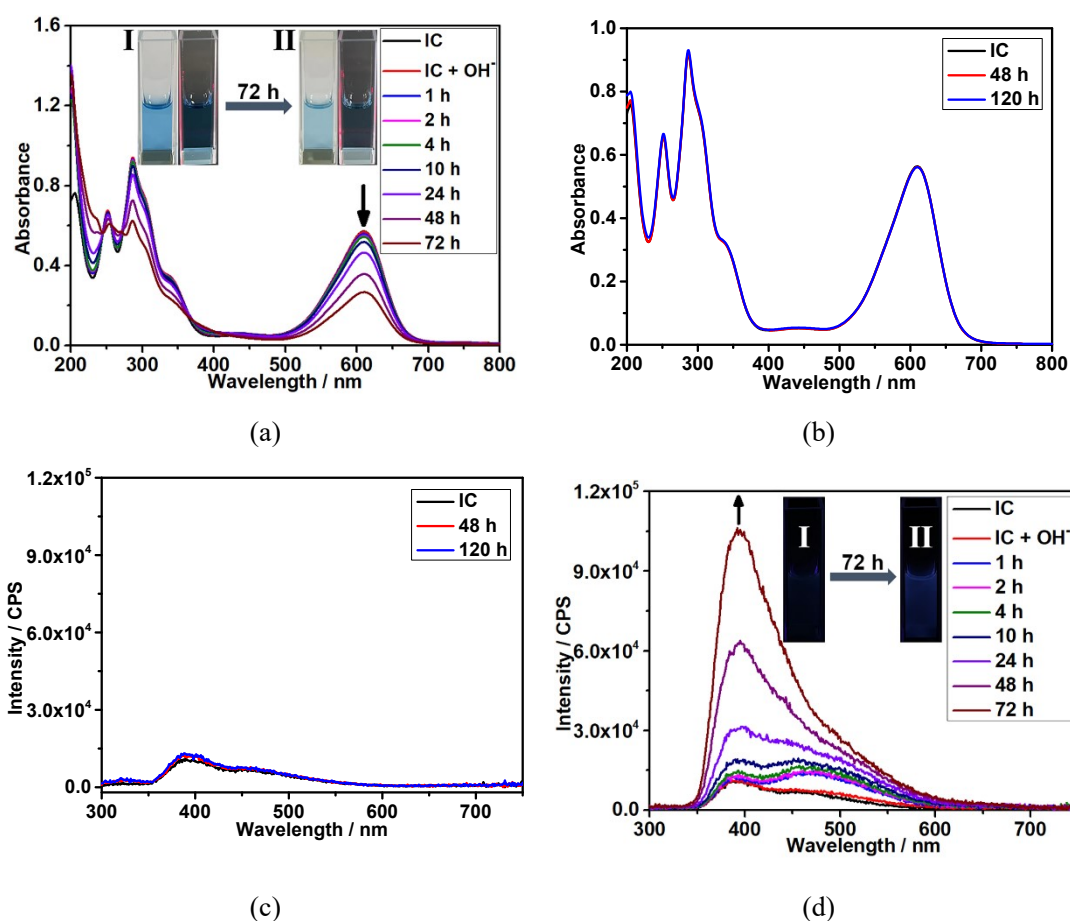 1.6
1.2
0.8
0.4
0.0
Absorbance
200 300 400 500 600 700 800
Wavelength / nm
I
II
72 h
IC
IC + OH⁻
1 h
2 h
4 h
10 h
24 h
48 h
72 h
(a)
1.0
0.8
0.6
0.4
0.2
0.0
Absorbance
200 300 400 500 600 700 800
Wavelength / nm
IC
48 h
120 h
(b)
1.2x10⁵
9.0x10⁴
6.0x10⁴
3.0x10⁴
0.0
Intensity / CPS
300 400 500 600 700
Wavelength / nm
IC
48 h
120 h
(c)
1.2x10⁵
9.0x10⁴
6.0x10⁴
3.0x10⁴
0.0
Intensity / CPS
300 400 500 600 700
Wavelength / nm
I
II
72 h
IC
IC + OH⁻
1 h
2 h
4 h
10 h
24 h
48 h
72 h
(d)